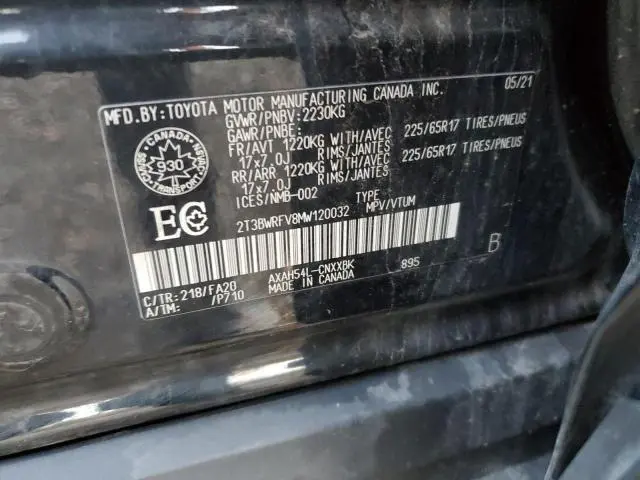 MFD.BY:TOYOTA MOTOR MANUFACTURING CANADA INC. 05/21
GVWR/PNBV:2230KG
GAWR/PNBE:
FR/AVT 1220KG WITH/AVEC 225/65R17 TIRES/PNEUS
17x7.0J RIMS/JANTES
RR/ARR 1220KG WITH/AVEC 225/65R17 TIRES/PNEUS
17x7.0J RIMS/JANTES
ICES/NMB-002
CANADA
930
EC
2T3BWRFV8MW120032 TYPE MPV/VTUM
B
C/TR:218/FA20 AXAH54L-CNXXBK 895
A/TM: /P710 MADE IN CANADA